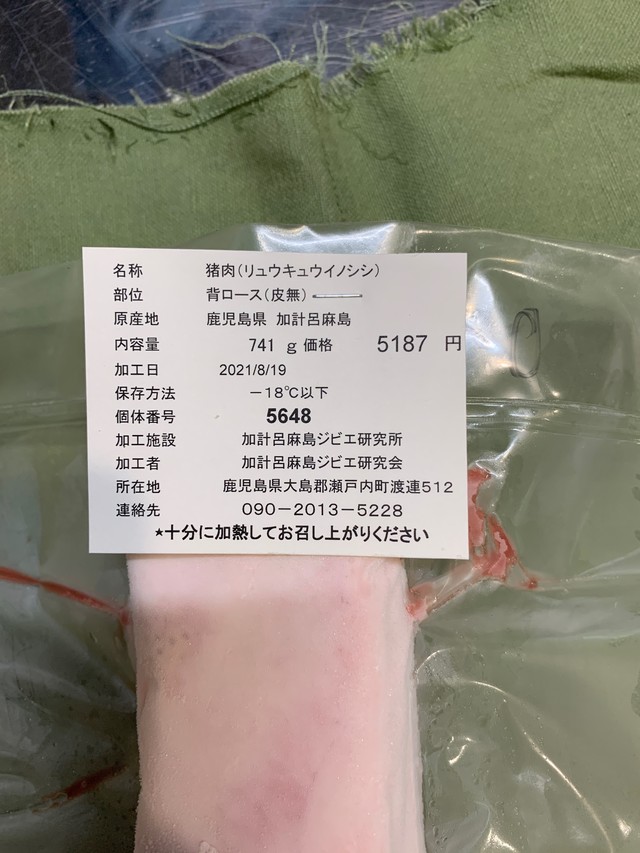 名称 猪肉(リュウキュウイノシシ)
部位 背ロース(皮無)
原産地 鹿児島県 加計呂麻島
内容量 741 g 価格 5187 円
加工日 2021/8/19
保存方法 －18℃以下
個体番号 5648
加工施設 加計呂麻島ジビエ研究所
加工者 加計呂麻島ジビエ研究会
所在地 鹿児島県大島郡瀬戸内町渡連512
連絡先 090-2013-5228
★十分に加熱してお召し上がりください